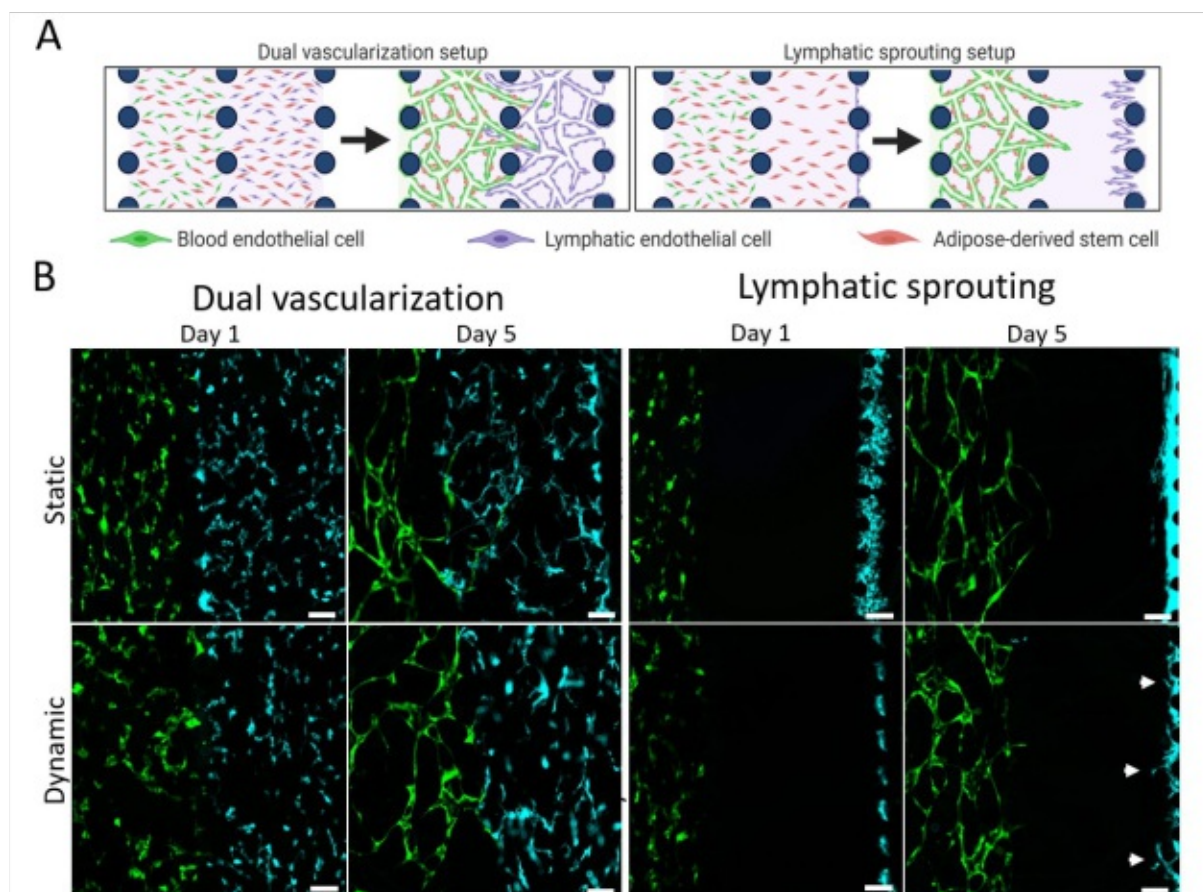 A
Dual vascularization setup
Lymphatic sprouting setup
Blood endothelial cell
Lymphatic endothelial cell
Adipose-derived stem cell
B
Dual vascularization
Lymphatic sprouting
Day 1
Day 5
Day 1
Day 5
Static
Dynamic